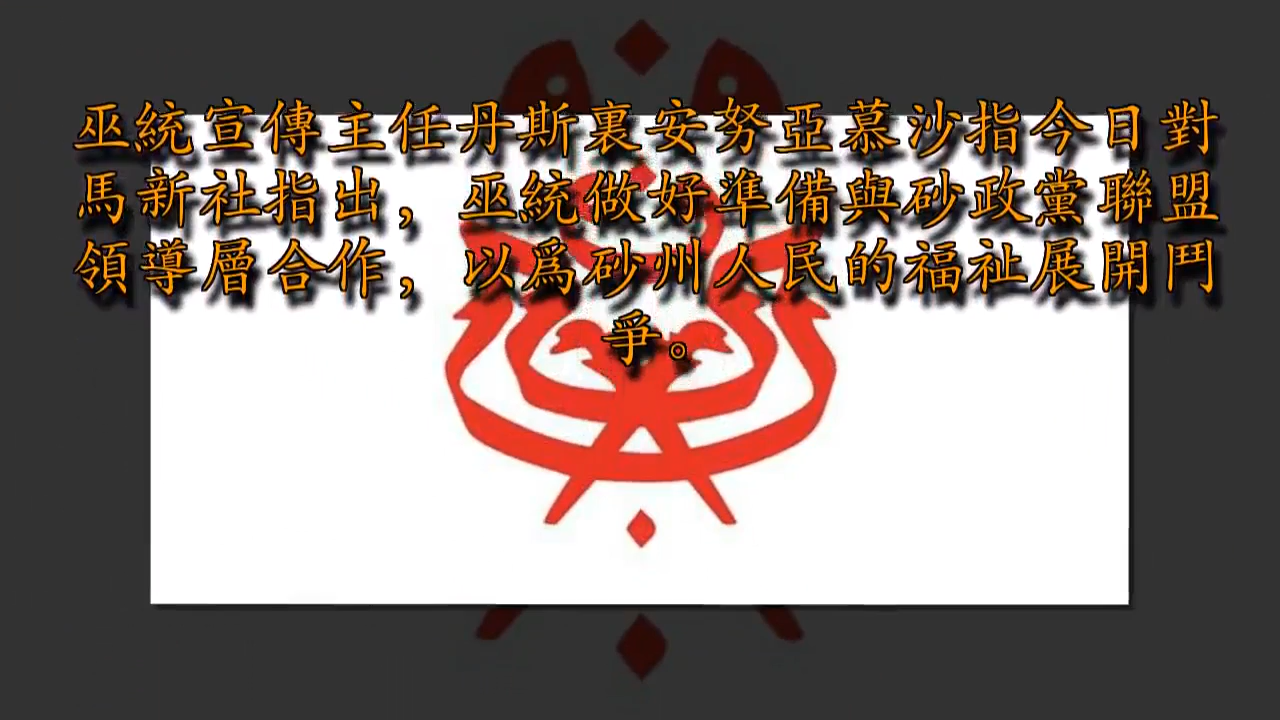 巫統宣傳主任丹斯裏安努亞慕沙指今日對
馬新社指出，巫統做好準備與砂政黨聯盟
領導層合作，以爲砂州人民的福祉展開鬥
爭。